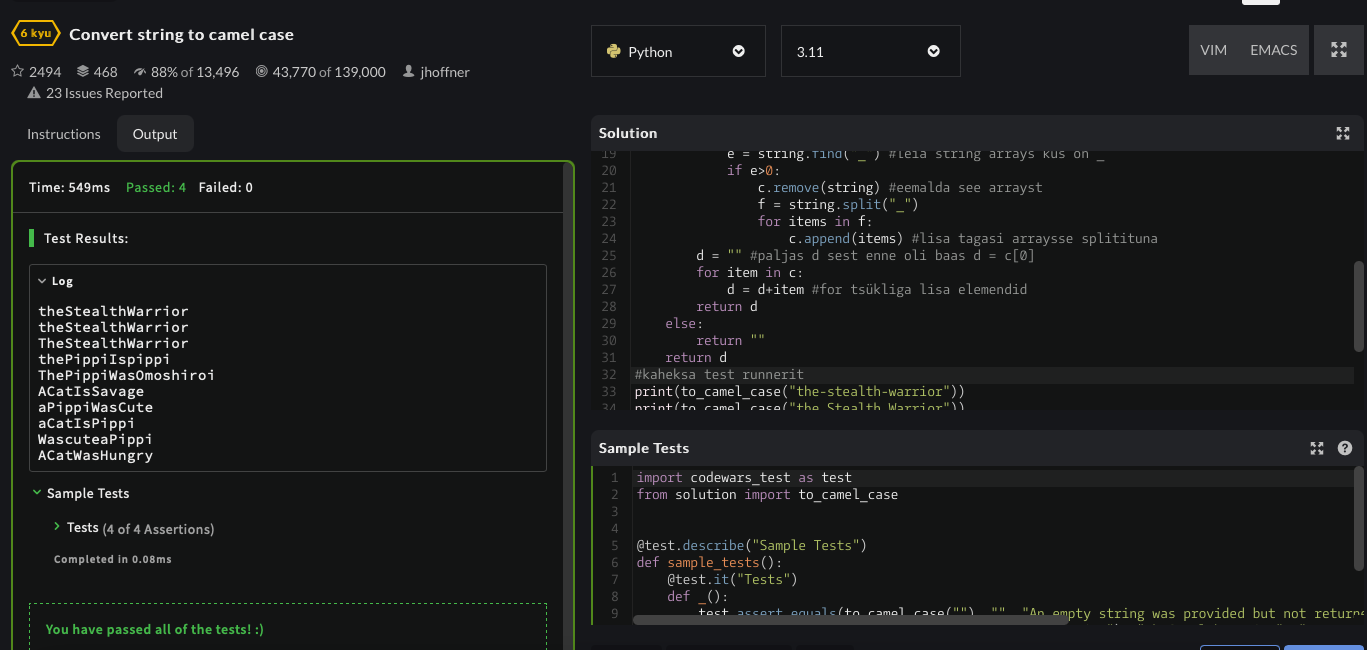 6 kyu Convert string to camel case
2494 468 88% of 13,496 43,770 of 139,000 jhoffner
23 Issues Reported
Instructions Output
Time: 549ms Passed: 4 Failed: 0
Test Results:
Log
theStealthWarrior
theStealthWarrior
TheStealthWarrior
thePippiIspippi
ThePippiWasOmoshiroi
ACatIsSavage
aPippiWasCute
aCatIsPippi
WascuteaPippi
ACatWasHungry
Sample Tests
Tests (4 of 4 Assertions)
Completed in 0.08ms
You have passed all of the tests! :)
Python 3.11 VIM EMACS
Solution
19 e = string.find("_") #leia string arrays kus on _
20 if e>0:
21 c.remove(string) #eemalda see arrayst
22 f = string.split("_")
23 for items in f:
24 c.append(items) #lisa tagasi arraysse splitituna
25 d = "" #paljas d sest enne oli baas d = c[0]
26 for item in c:
27 d = d+item #for tsükliga lisa elemendid
28 return d
29 else:
30 return ""
31 return d
32 #kaheksa test runnerit
33 print(to_camel_case("the-stealth-warrior"))
34 print(to_camel_case("the_Stealth_Warrior"))
Sample Tests
1 import codewars_test as test
2 from solution import to_camel_case
3
4
5 @test.describe("Sample Tests")
6 def sample_tests():
7 @test.it("Tests")
8 def _():
9 test.assert_equals(to_camel_case(""), "", "An empty string was provided but not returne